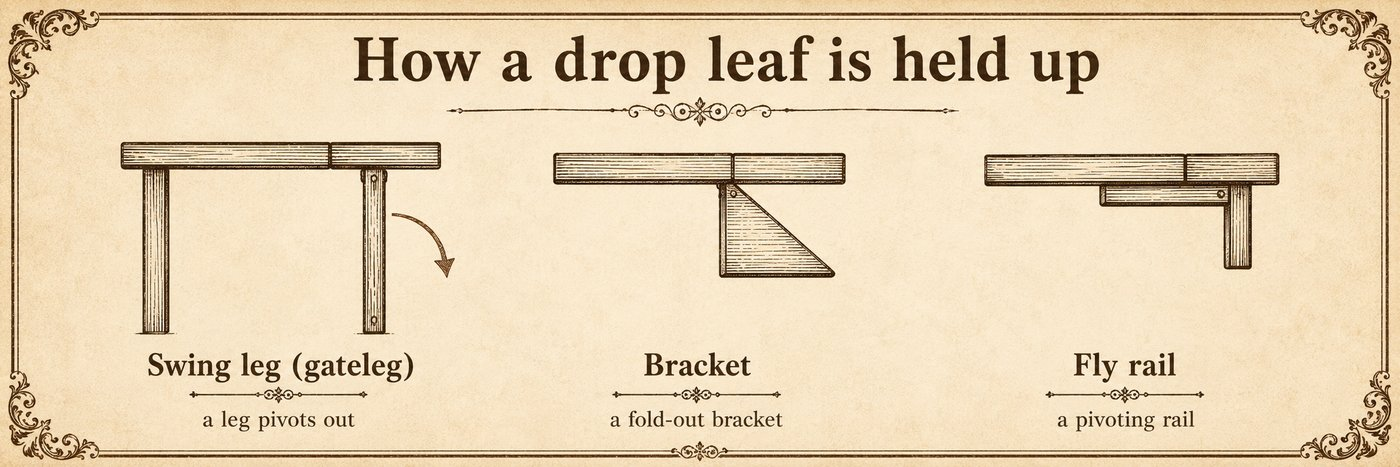 How a drop leaf is held up
Swing leg (gateleg)
a leg pivots out
Bracket
a fold-out bracket
Fly rail
a pivoting rail